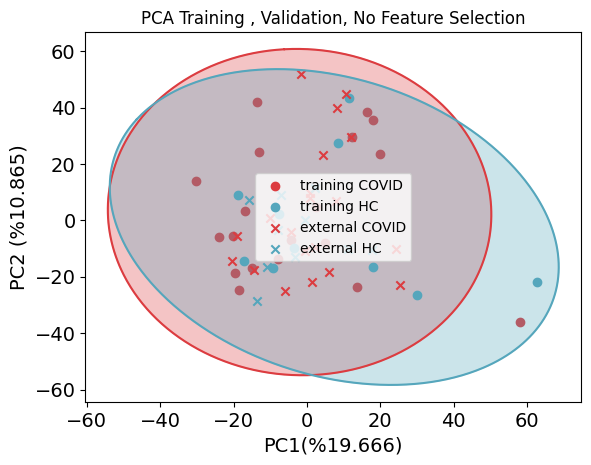 PCA Training , Validation, No Feature Selection
60
40
20
0
−20
−40
−60
PC2 (%10.865)
training COVID
training HC
external COVID
external HC
−60 −40 −20 0 20 40 60
PC1(%19.666)